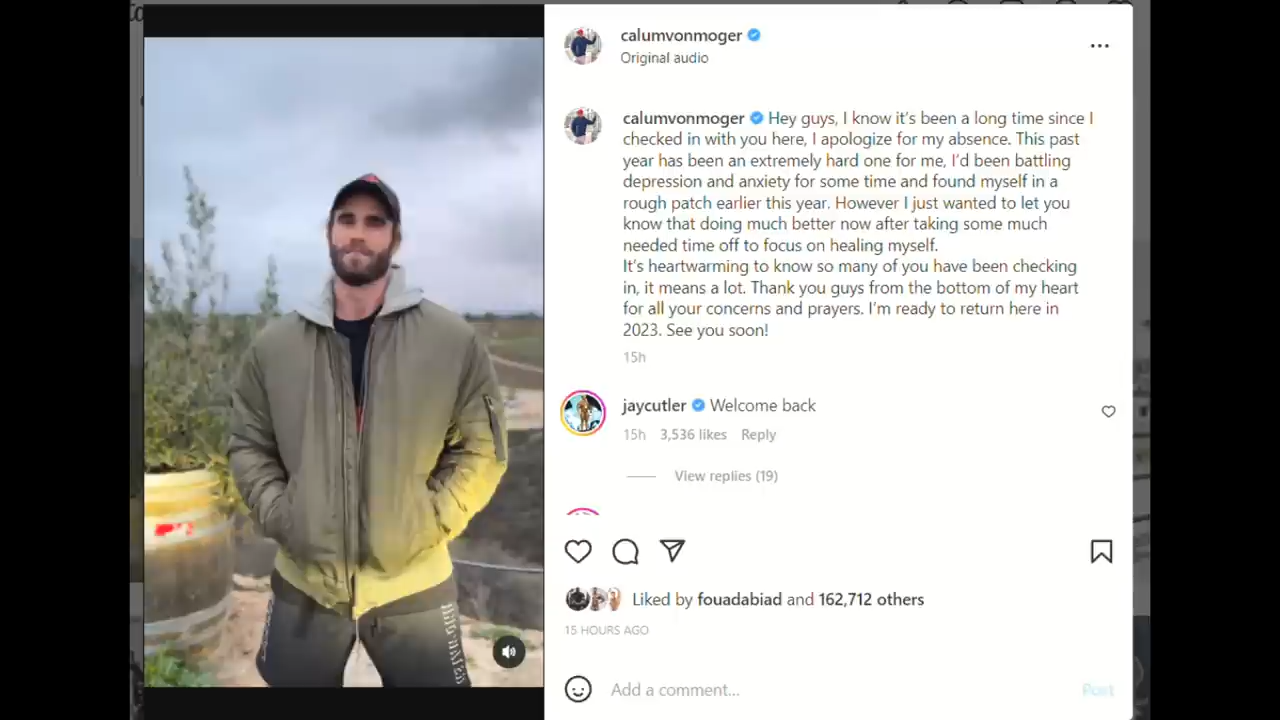 calumvonmoger
Original audio
calumvonmoger Hey guys, I know it's been a long time since I
checked in with you here, I apologize for my absence. This past
year has been an extremely hard one for me, I'd been battling
depression and anxiety for some time and found myself in a
rough patch earlier this year. However I just wanted to let you
know that doing much better now after taking some much
needed time off to focus on healing myself.
It's heartwarming to know so many of you have been checking
in, it means a lot. Thank you guys from the bottom of my heart
for all your concerns and prayers. I'm ready to return here in
2023. See you soon!
15h
jaycutler Welcome back
15h 3,536 likes Reply
View replies (19)
Liked by fouadabiad and 162,712 others
15 HOURS AGO
Add a comment... Post